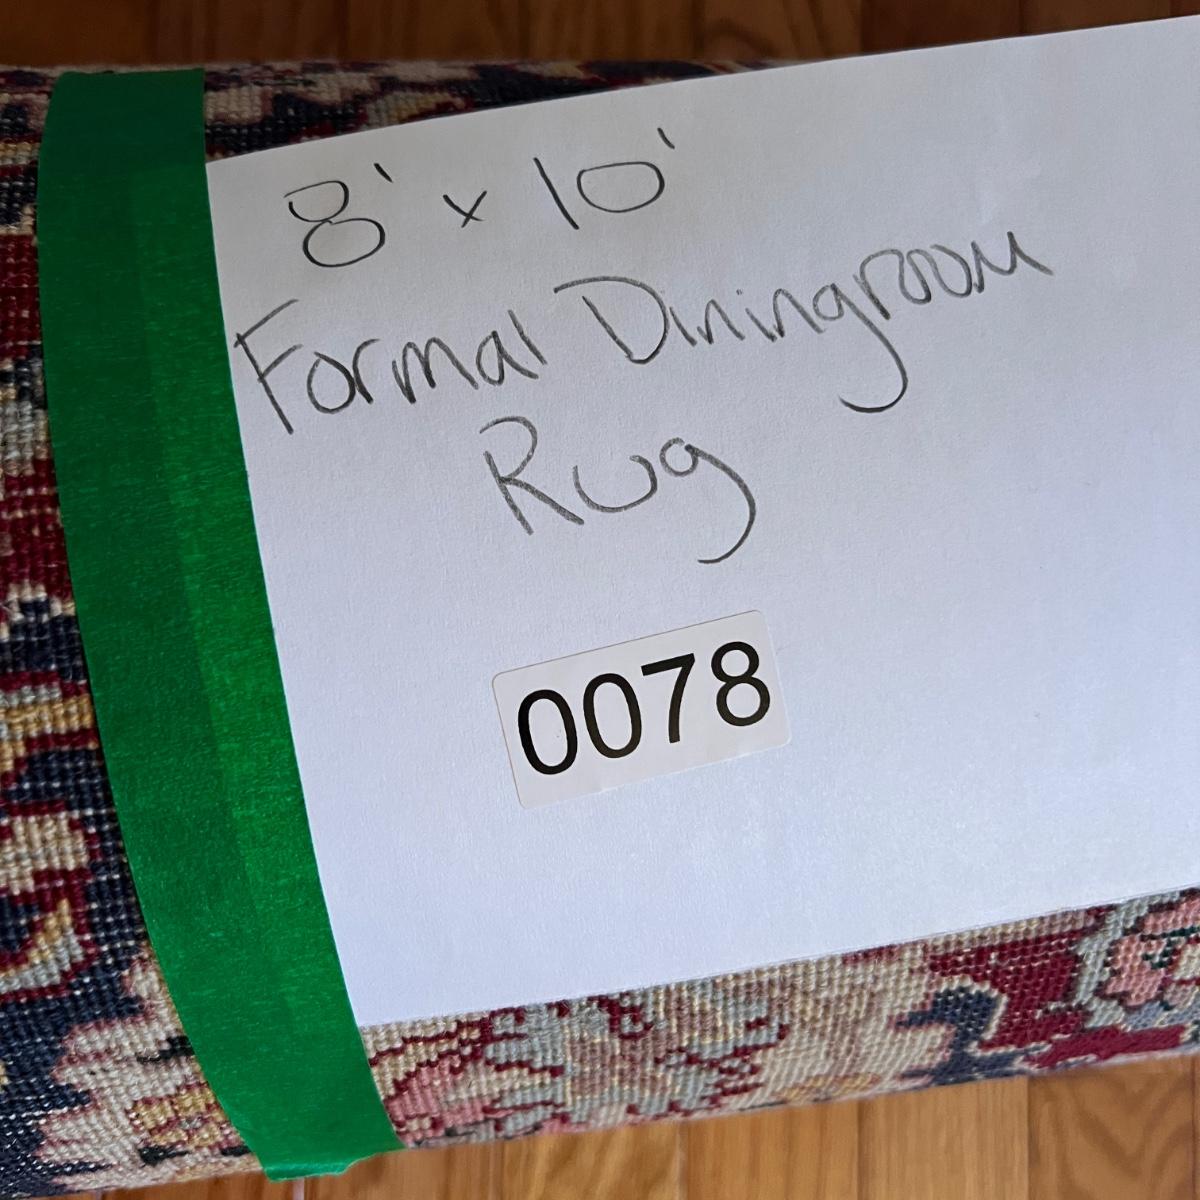 8' x 10'
Formal Diningroom
Rug
0078